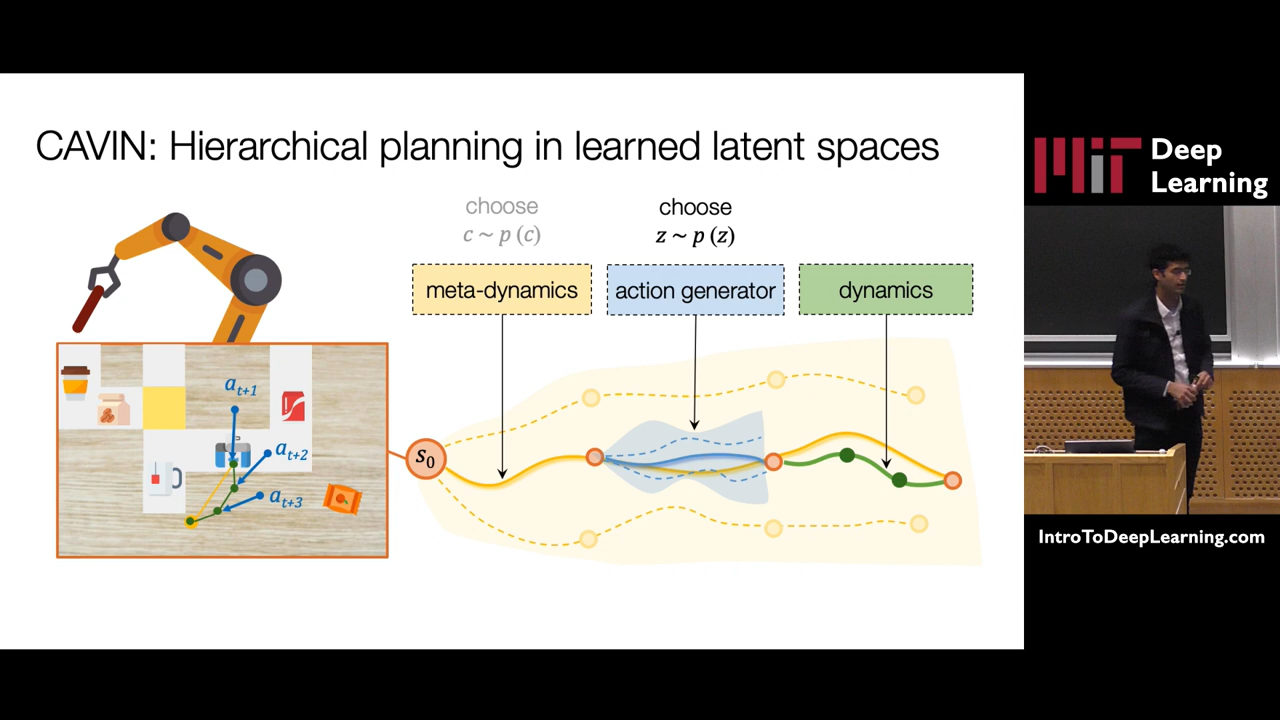 CAVIN: Hierarchical planning in learned latent spaces
choose
c ~ p (c)
choose
z ~ p (z)
meta-dynamics
action generator
dynamics
a_{t+1}
a_{t+2}
a_{t+3}
s_0
MIT
Deep
Learning
IntroToDeepLearning.com